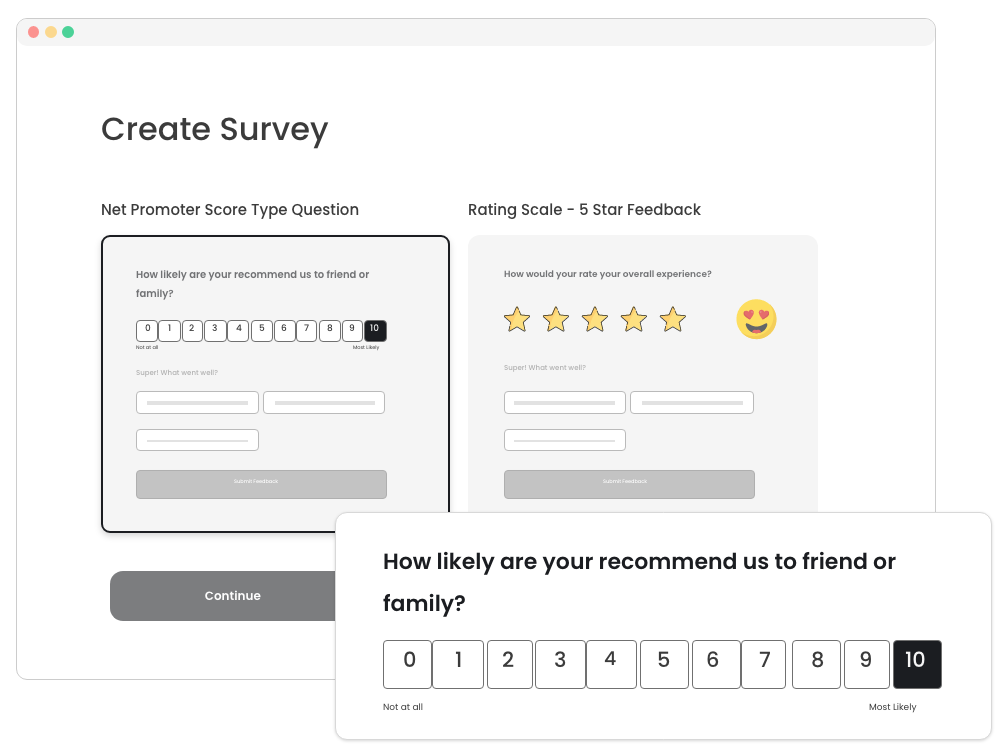 Create Survey
Net Promoter Score Type Question
How likely are your recommend us to friend or
family?
0 1 2 3 4 5 6 7 8 9 10
Not at all Most Likely
Super! What went well?
Submit Feedback
Rating Scale - 5 Star Feedback
How would your rate your overall experience?
Super! What went well?
Submit Feedback
Continue
How likely are your recommend us to friend or
family?
0 1 2 3 4 5 6 7 8 9 10
Not at all Most Likely